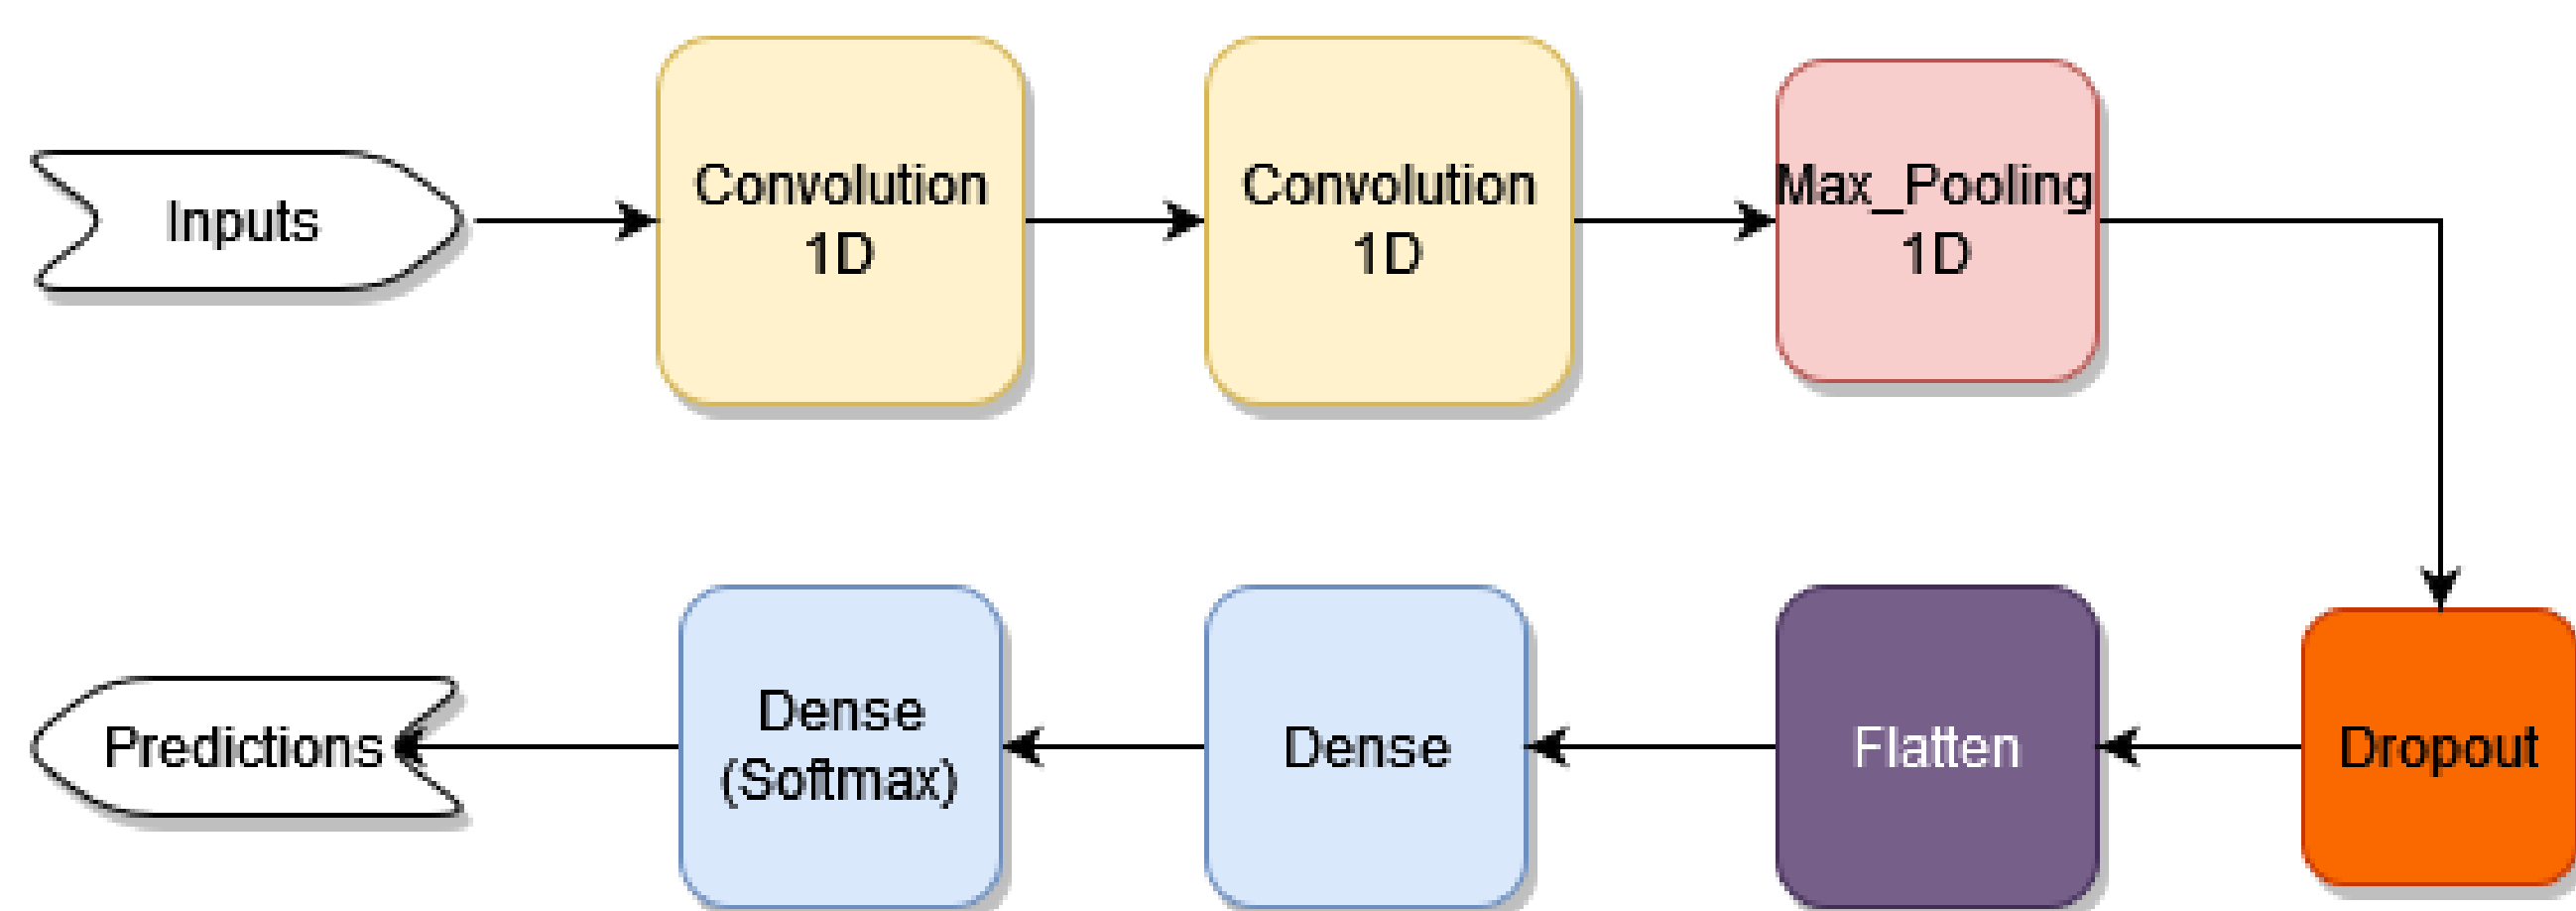 Inputs
Convolution
1D
Convolution
1D
Max_Pooling
1D
Dropout
Flatten
Dense
Dense
(Softmax)
Predictions